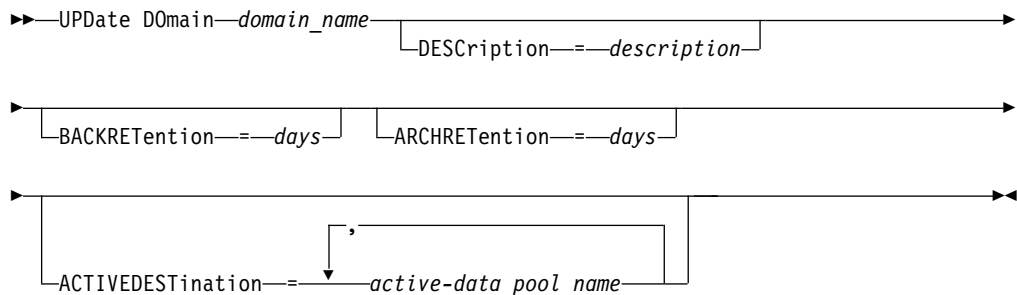 UPDate DOmain domain_name
DESCription = description
BACKRETention = days ARCHRETention = days
,
ACTIVEDESTination = active-data pool name